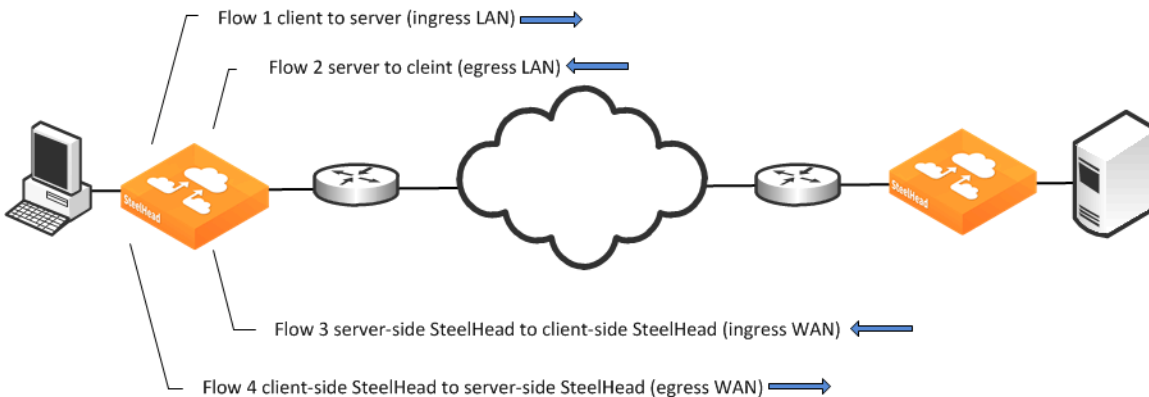 Flow 1 client to server (ingress LAN)
Flow 2 server to cleint (egress LAN)
SteelHead
SteelHead
Flow 3 server-side SteelHead to client-side SteelHead (ingress WAN)
Flow 4 client-side SteelHead to server-side SteelHead (egress WAN)